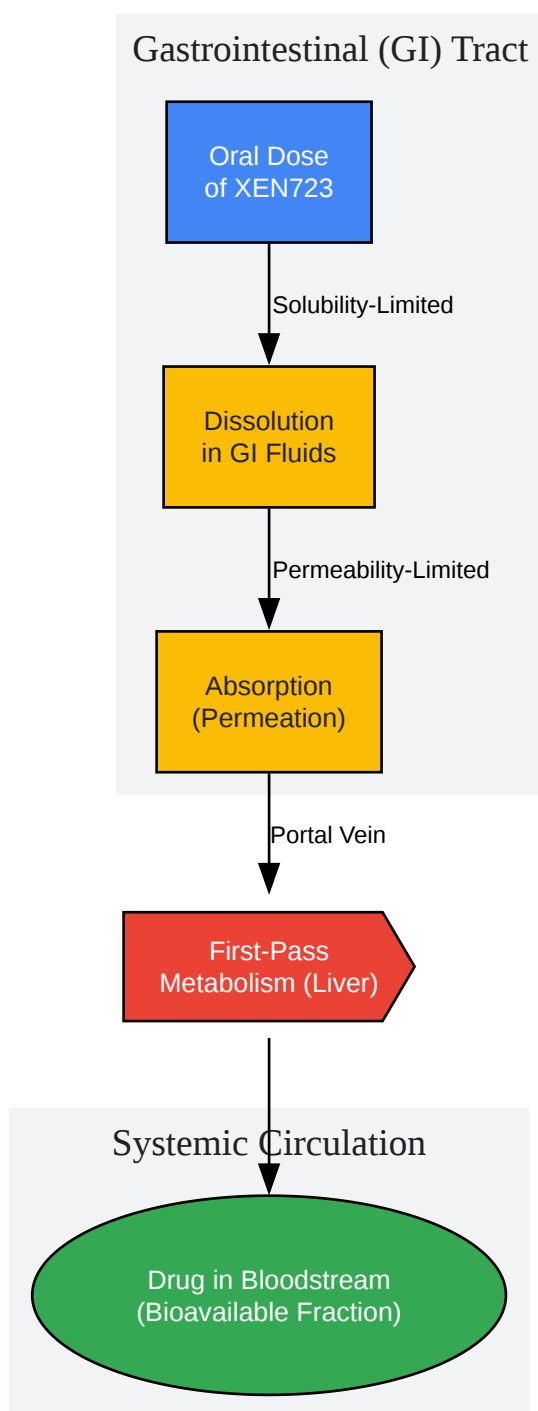 Gastrointestinal (GI) Tract
Oral Dose
of XEN723
Solubility-Limited
Dissolution
in GI Fluids
Permeability-Limited
Absorption
(Permeation)
Portal Vein
First-Pass
Metabolism (Liver)
Systemic Circulation
Drug in Bloodstream
(Bioavailable Fraction)